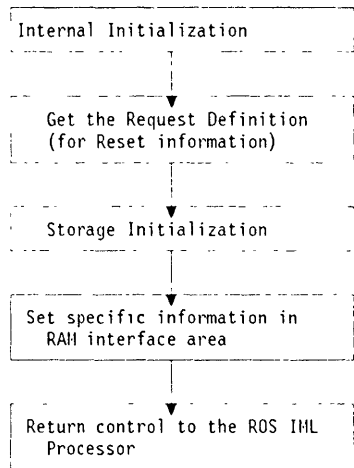 Internal Initialization
Get the Request Definition
(for Reset information)
Storage Initialization
Set specific information in
RAM interface area
Return control to the ROS IML
Processor